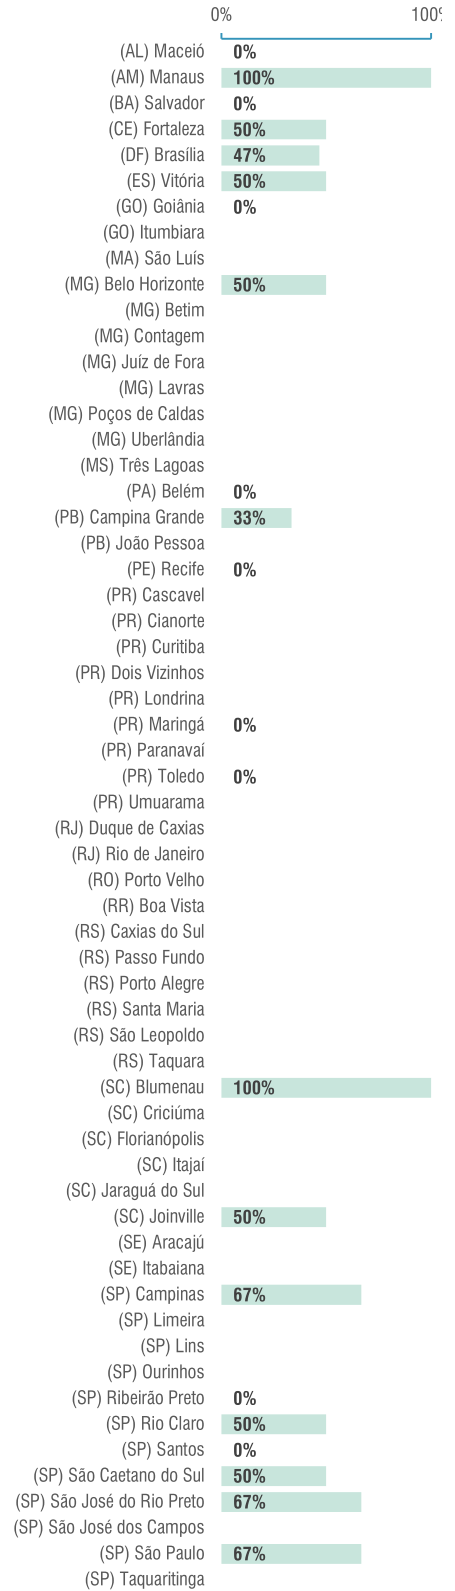 0% 100%
(AL) Maceió 0%
(AM) Manaus 100%
(BA) Salvador 0%
(CE) Fortaleza 50%
(DF) Brasília 47%
(ES) Vitória 50%
(GO) Goiânia 0%
(GO) Itumbiara
(MA) São Luís
(MG) Belo Horizonte 50%
(MG) Betim
(MG) Contagem
(MG) Juíz de Fora
(MG) Lavras
(MG) Poços de Caldas
(MG) Uberlândia
(MS) Três Lagoas
(PA) Belém 0%
(PB) Campina Grande 33%
(PB) João Pessoa
(PE) Recife 0%
(PR) Cascavel
(PR) Cianorte
(PR) Curitiba
(PR) Dois Vizinhos
(PR) Londrina
(PR) Maringá 0%
(PR) Paranavaí
(PR) Toledo 0%
(PR) Umuarama
(RJ) Duque de Caxias
(RJ) Rio de Janeiro
(RO) Porto Velho
(RR) Boa Vista
(RS) Caxias do Sul
(RS) Passo Fundo
(RS) Porto Alegre
(RS) Santa Maria
(RS) São Leopoldo
(RS) Taquara
(SC) Blumenau 100%
(SC) Criciúma
(SC) Florianópolis
(SC) Itajaí
(SC) Jaraguá do Sul
(SC) Joinville 50%
(SE) Aracajú
(SE) Itabaiana
(SP) Campinas 67%
(SP) Limeira
(SP) Lins
(SP) Ourinhos
(SP) Ribeirão Preto 0%
(SP) Rio Claro 50%
(SP) Santos 0%
(SP) São Caetano do Sul 50%
(SP) São José do Rio Preto 67%
(SP) São José dos Campos
(SP) São Paulo 67%
(SP) Taquaritinga